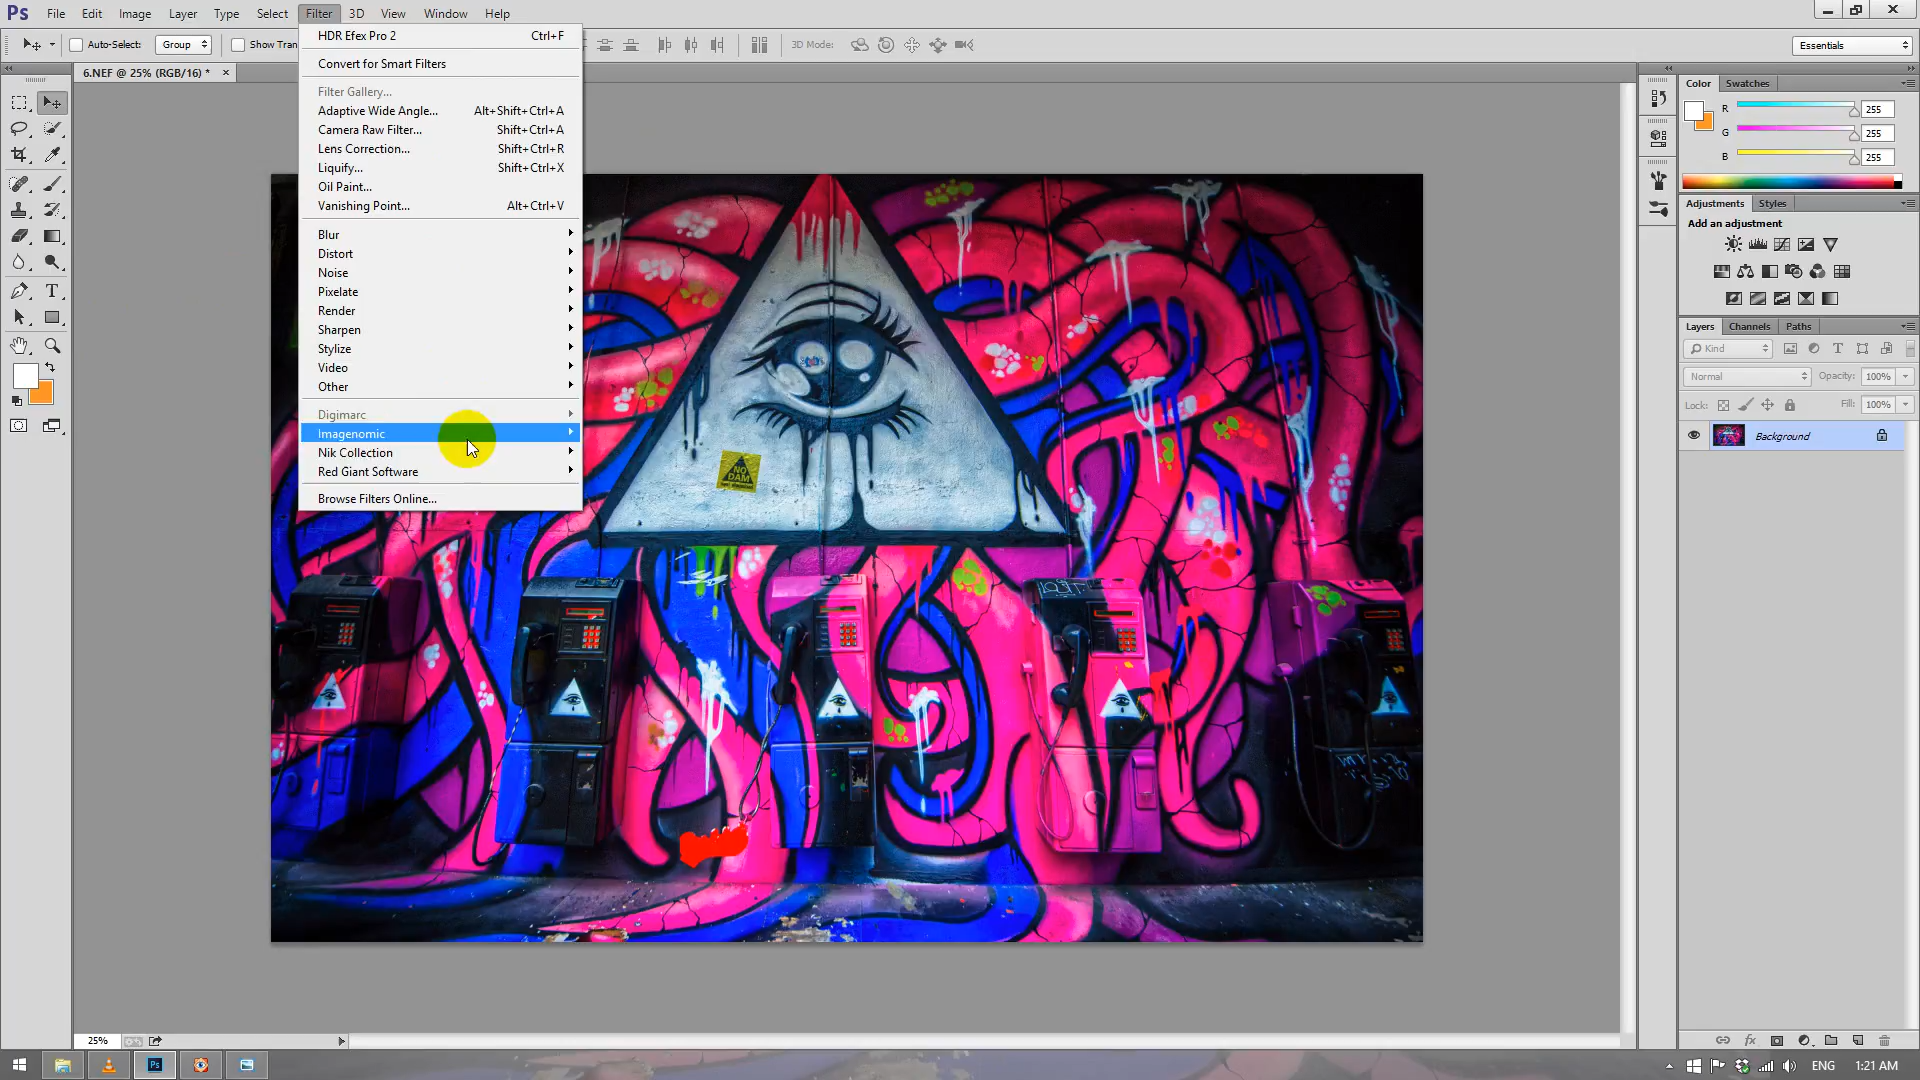 Ps File Edit Image Layer Type Select Filter 3D View Window Help
Auto-Select: Group Show Tran 3D Mode: Essentials
6.NEF @ 25% (RGB/16) * ×
HDR Efex Pro 2 Ctrl+F
Convert for Smart Filters
Filter Gallery...
Adaptive Wide Angle... Alt+Shift+Ctrl+A
Camera Raw Filter... Shift+Ctrl+A
Lens Correction... Shift+Ctrl+R
Liquify... Shift+Ctrl+X
Oil Paint...
Vanishing Point... Alt+Ctrl+V
Blur
Distort
Noise
Pixelate
Render
Sharpen
Stylize
Video
Other
Digimarc
Imagenomic
Nik Collection
Red Giant Software
Browse Filters Online...
NO
DAM
Color Swatches
R 255
G 255
B 255
Adjustments Styles
Add an adjustment
Layers Channels Paths
Kind
Normal Opacity: 100%
Lock: Fill: 100%
Background
fx
25%
Ps ENG 1:21 AM